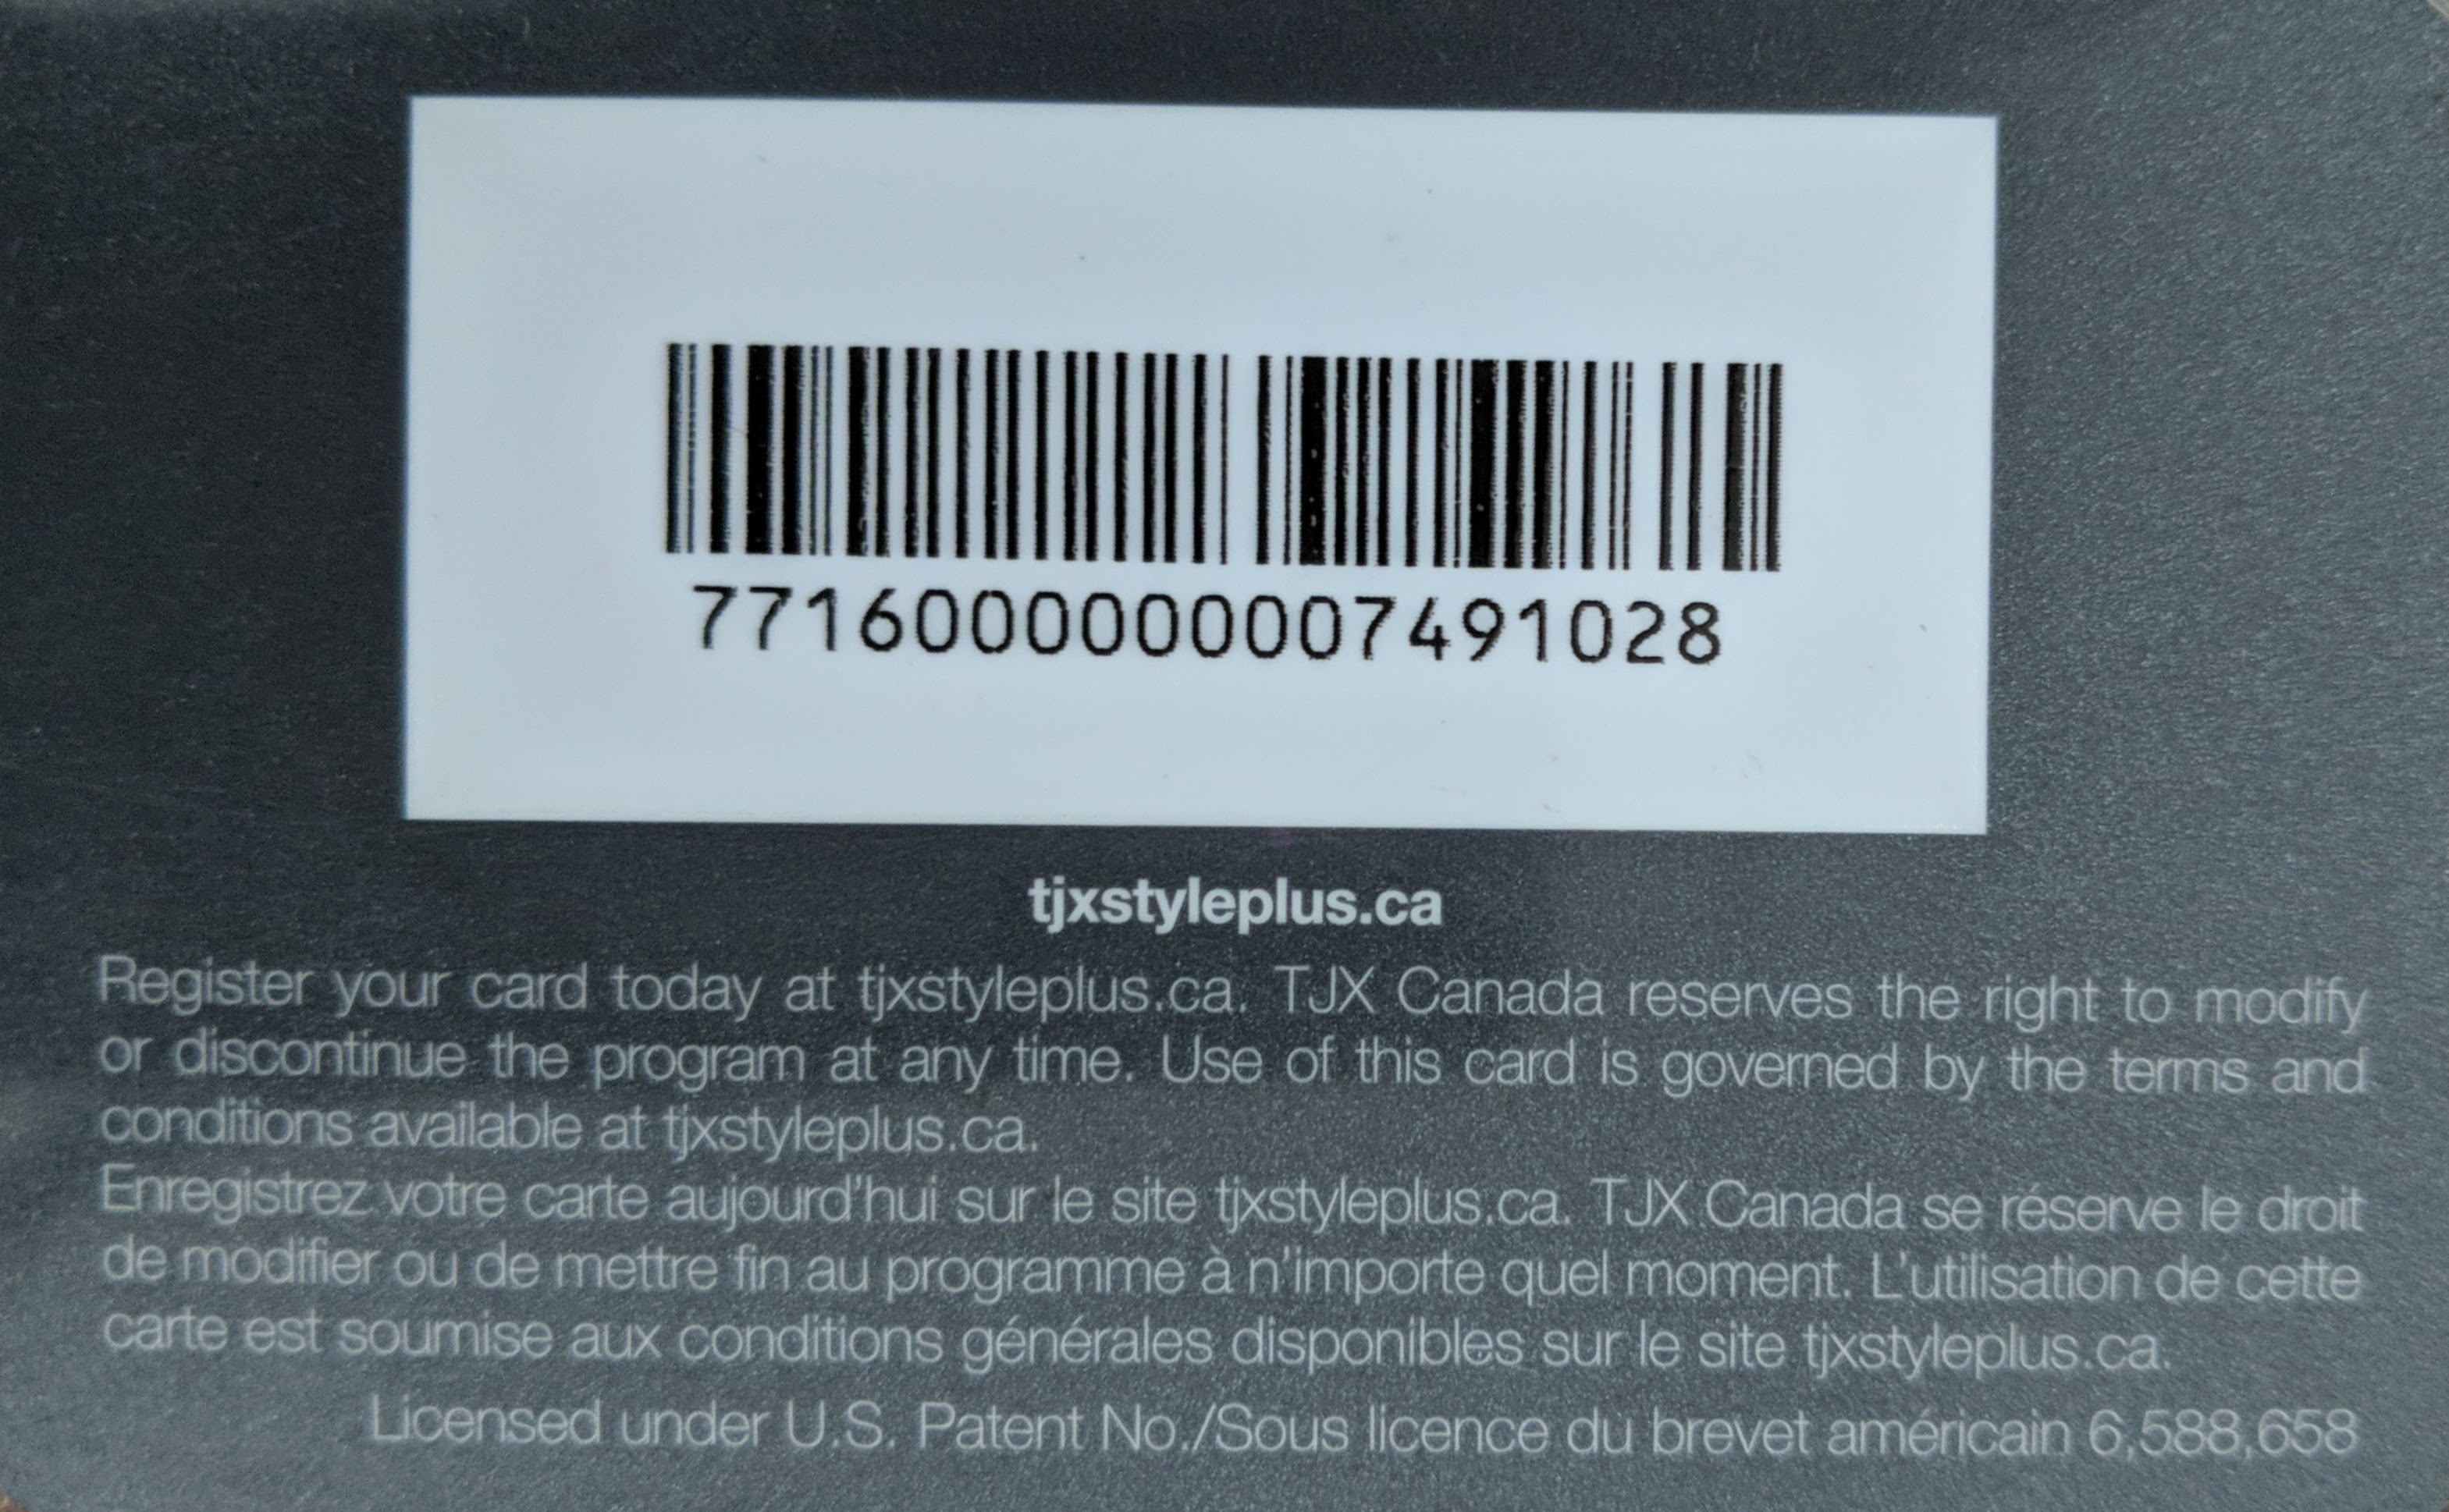 7716000000007491028
tjxstyleplus.ca
Register your card today at tjxstyleplus.ca. TJX Canada reserves the right to modify
or discontinue the program at any time. Use of this card is governed by the terms and
conditions available at tjxstyleplus.ca.
Enregistrez votre carte aujourd'hui sur le site tjxstyleplus.ca. TJX Canada se réserve le droit
de modifier ou de mettre fin au programme à n'importe quel moment. L'utilisation de cette
carte est soumise aux conditions générales disponibles sur le site tjxstyleplus.ca.
Licensed under U.S. Patent No./Sous licence du brevet américain 6,588,658